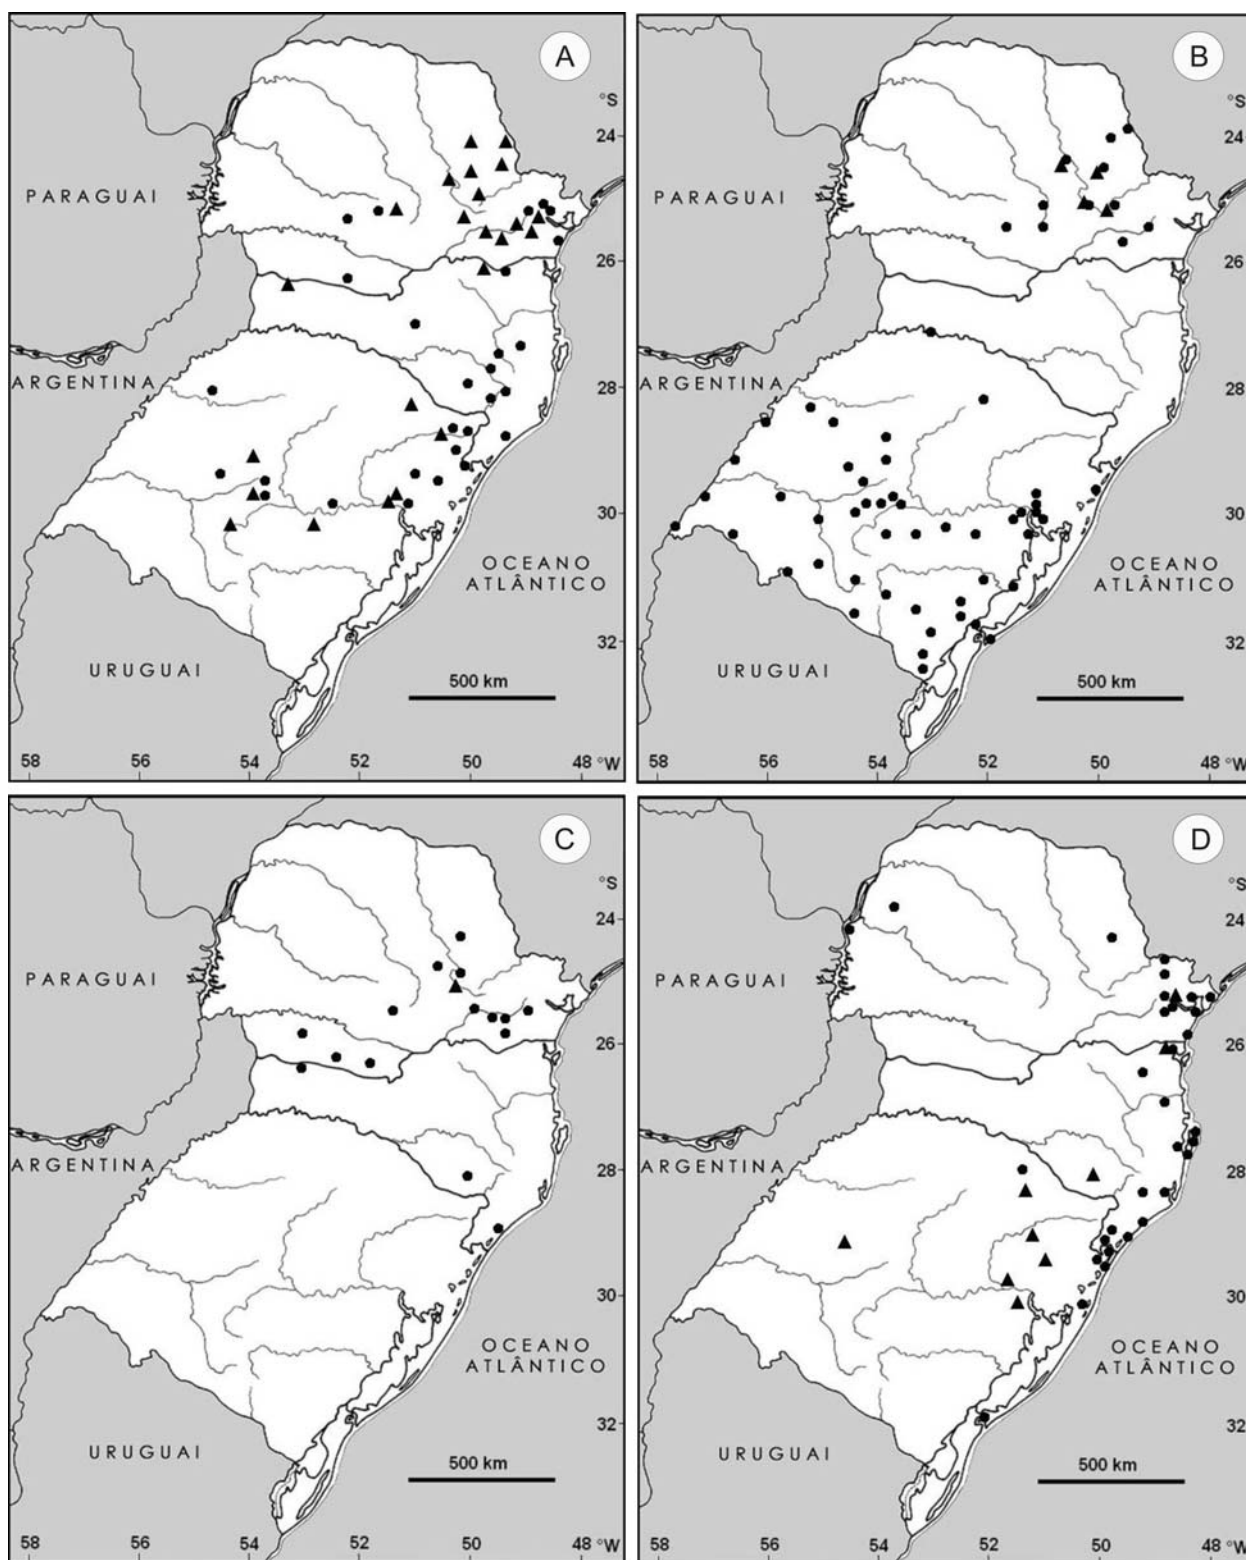 A
°S
24
PARAGUAI
26
ARGENTINA
28
30
OCEANO
ATLÂNTICO
32
URUGUAI
500 km
58 56 54 52 50 48 °W
B
°S
24
PARAGUAI
26
ARGENTINA
28
30
OCEANO
ATLÂNTICO
32
URUGUAI
500 km
58 56 54 52 50 48 °W
C
°S
24
PARAGUAI
26
ARGENTINA
28
30
OCEANO
ATLÂNTICO
32
URUGUAI
500 km
58 56 54 52 50 48 °W
D
°S
24
PARAGUAI
26
ARGENTINA
28
30
OCEANO
ATLÂNTICO
32
URUGUAI
500 km
58 56 54 52 50 48 °W